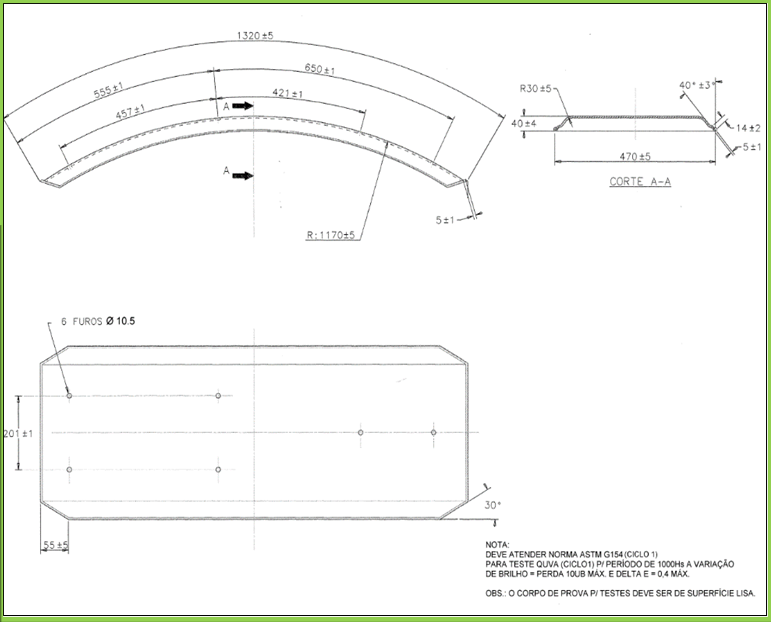 1320±5
650±1
555±1
421±1
457±1
A
A
R:1170±5
5±1
R30±5
40°±3°
40±4
14±2
5±1
470±5
CORTE A-A
6 FUROS Ø 10.5
201±1
30°
55±5
NOTA:
DEVE ATENDER NORMA ASTM G154 (CICLO 1)
PARA TESTE QUVA (CICLO1) P/ PERÍODO DE 1000Hs A VARIAÇÃO
DE BRILHO = PERDA 10UB MÁX. E DELTA E = 0,4 MÁX.
OBS.: O CORPO DE PROVA P/ TESTES DEVE SER DE SUPERFÍCIE LISA.